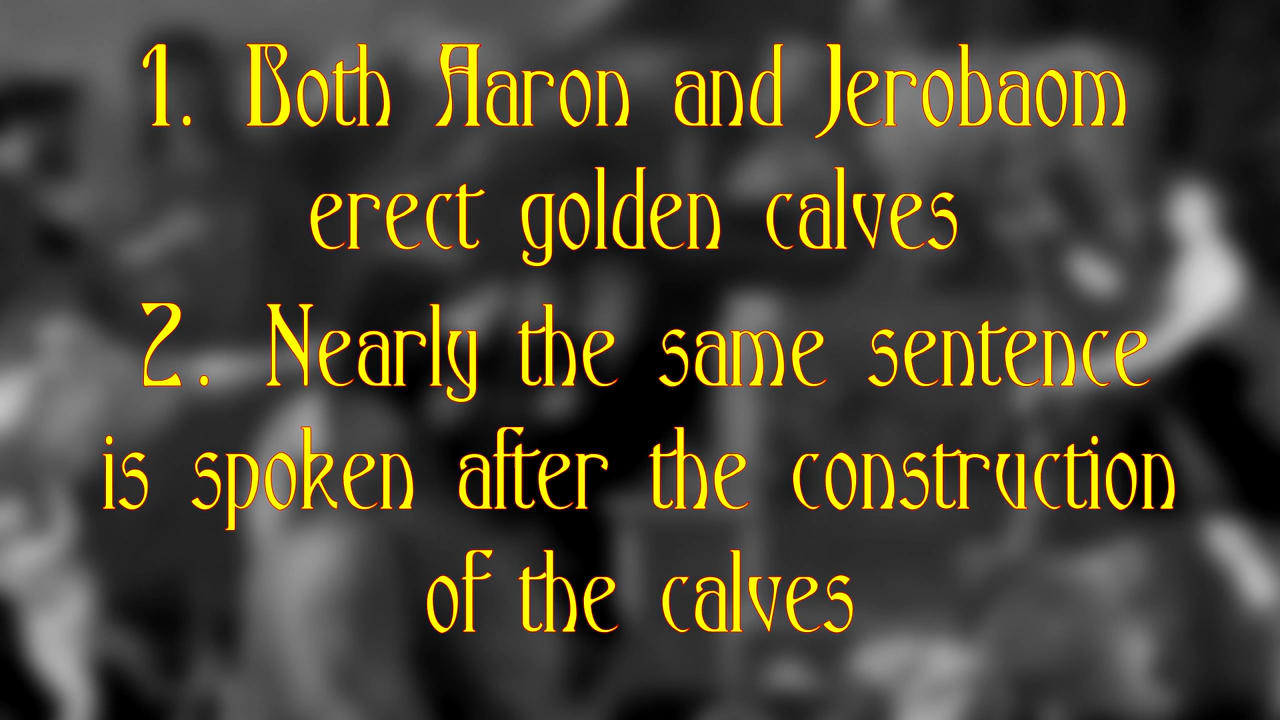 1. Both Aaron and Jerobaom
erect golden calves
2. Nearly the same sentence
is spoken after the construction
of the calves